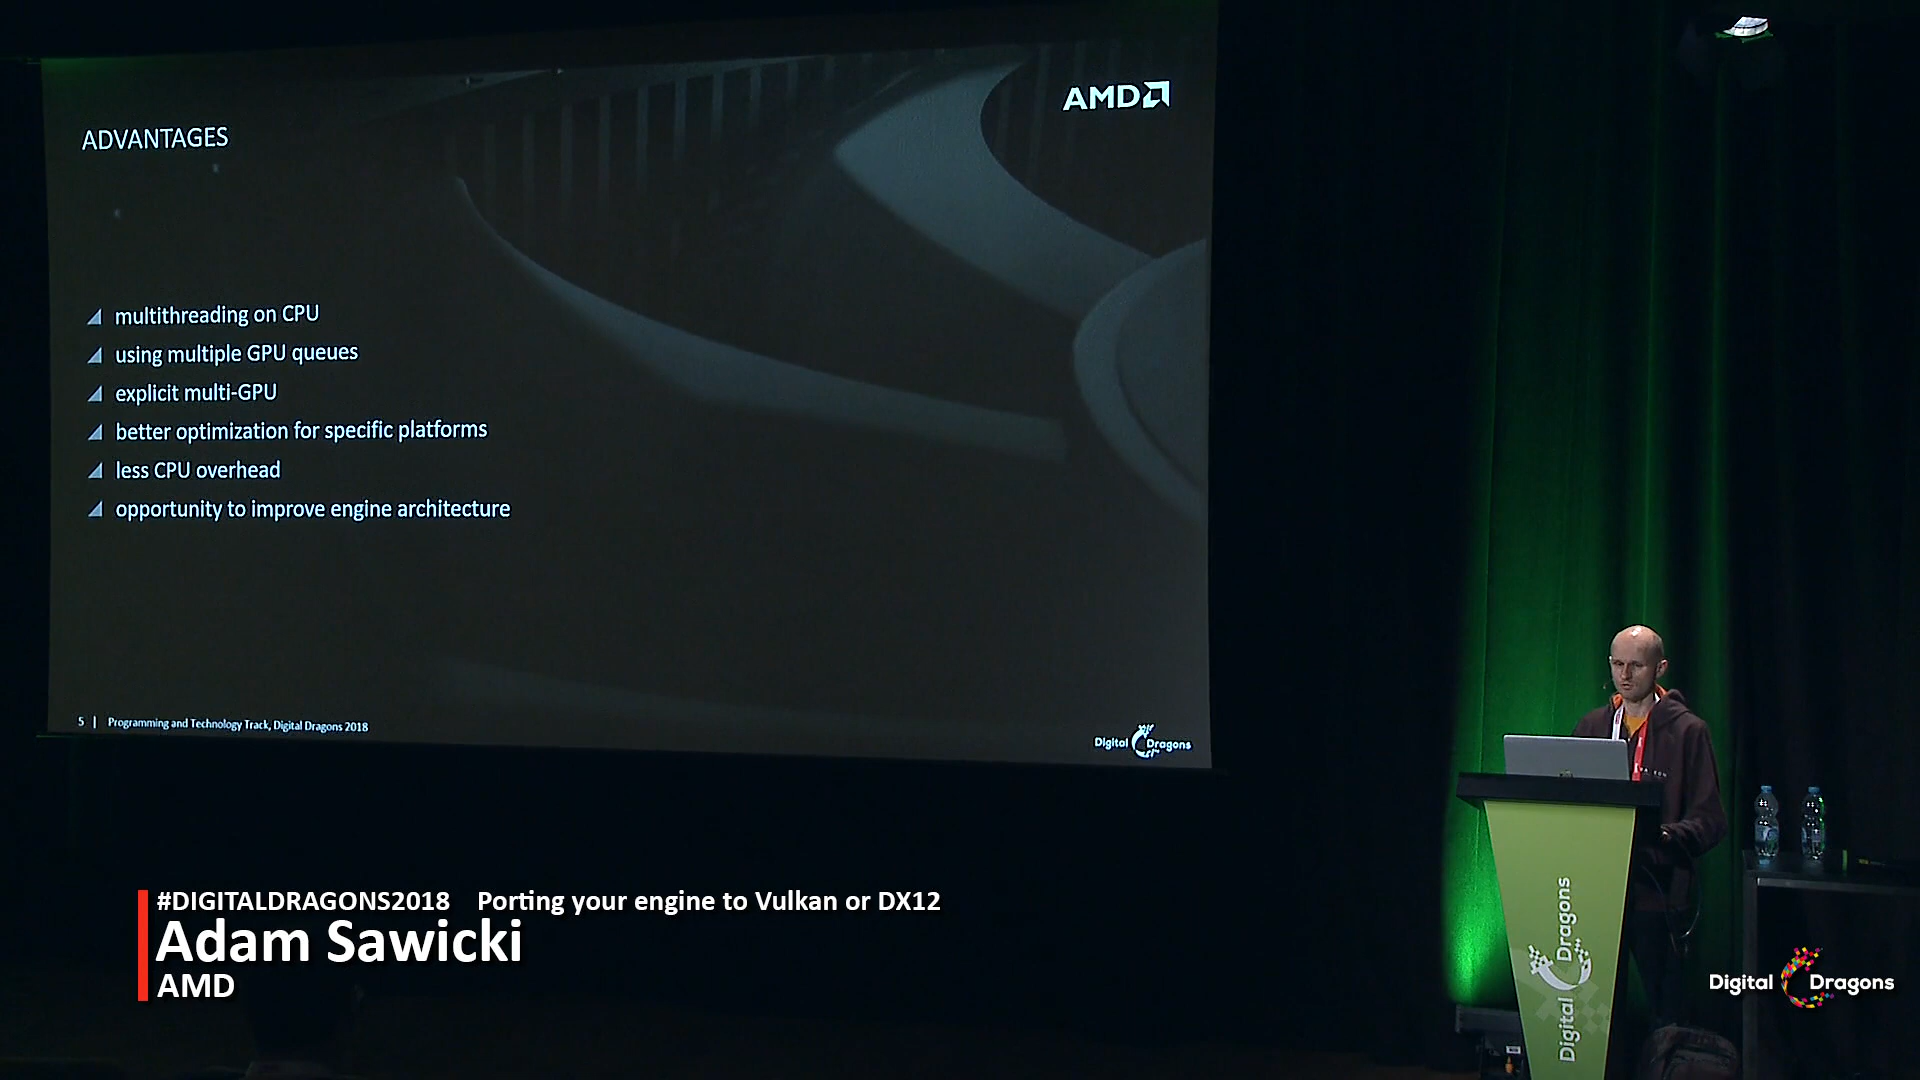 AMD
ADVANTAGES
multithreading on CPU
using multiple GPU queues
explicit multi-GPU
better optimization for specific platforms
less CPU overhead
opportunity to improve engine architecture
5 | Programming and Technology Track, Digital Dragons 2018
Digital Dragons
#DIGITALDRAGONS2018 Porting your engine to Vulkan or DX12
Adam Sawicki
AMD
Digital Dragons
Digital Dragons